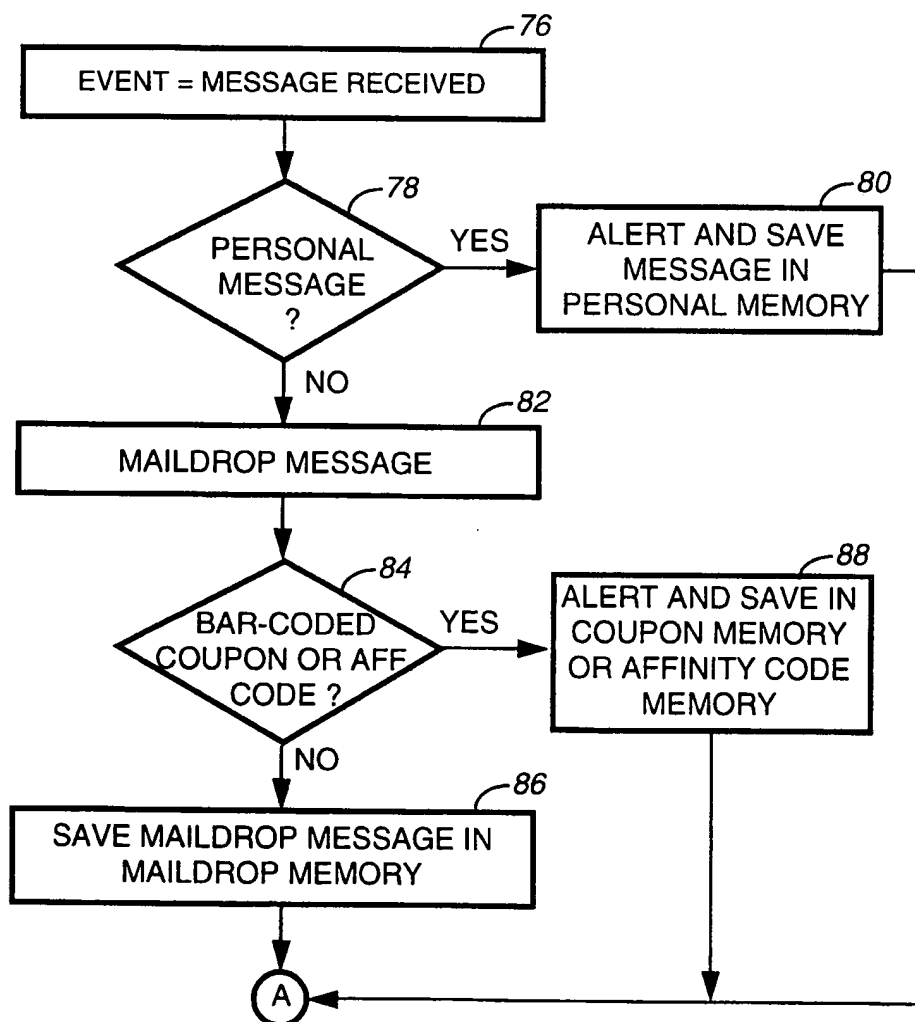 76
EVENT = MESSAGE RECEIVED
78
PERSONAL
MESSAGE
?
YES
80
ALERT AND SAVE
MESSAGE IN
PERSONAL MEMORY
NO
82
MAILDROP MESSAGE
84
BAR-CODED
COUPON OR AFF
CODE ?
YES
88
ALERT AND SAVE IN
COUPON MEMORY
OR AFFINITY CODE
MEMORY
NO
86
SAVE MAILDROP MESSAGE IN
MAILDROP MEMORY
A